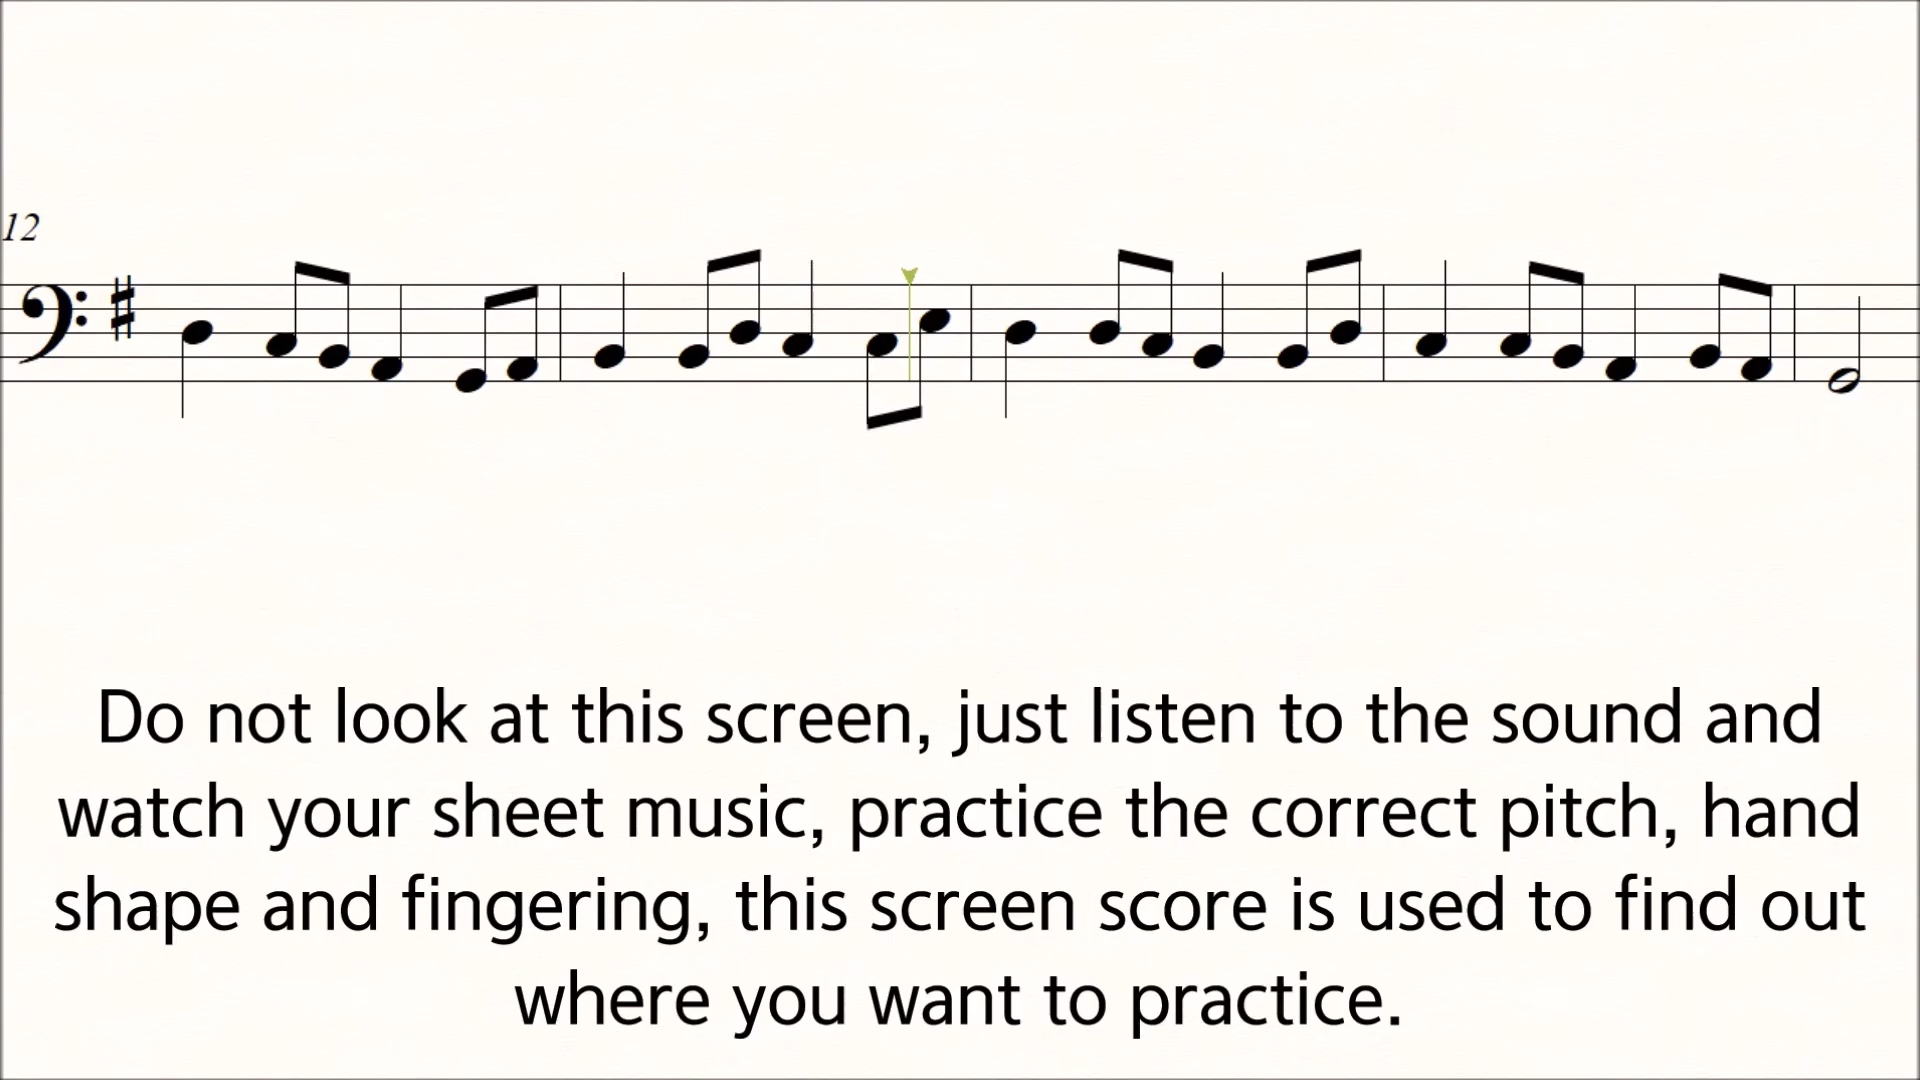 12
Do not look at this screen, just listen to the sound and
watch your sheet music, practice the correct pitch, hand
shape and fingering, this screen score is used to find out
where you want to practice.